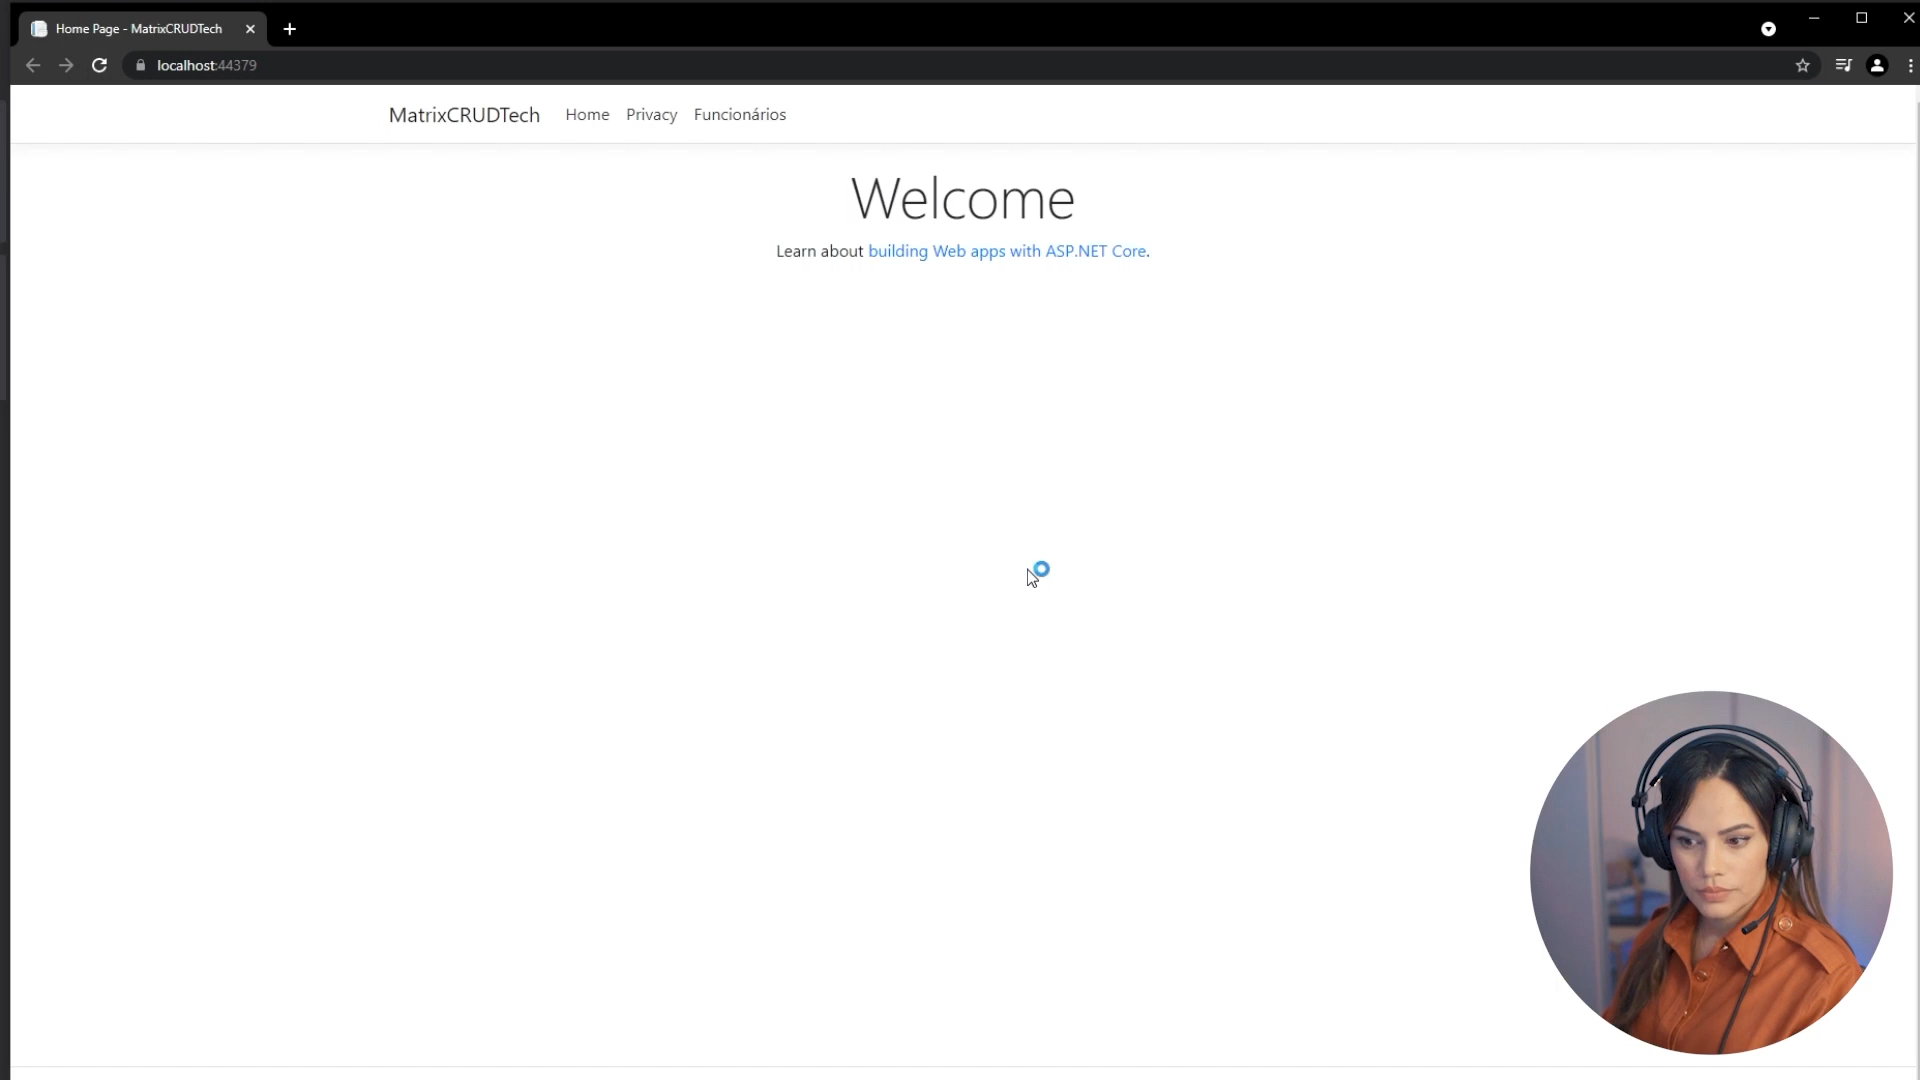 Home Page - MatrixCRUDTech
localhost:44379
MatrixCRUDTech Home Privacy Funcionários
Welcome
Learn about building Web apps with ASP.NET Core.